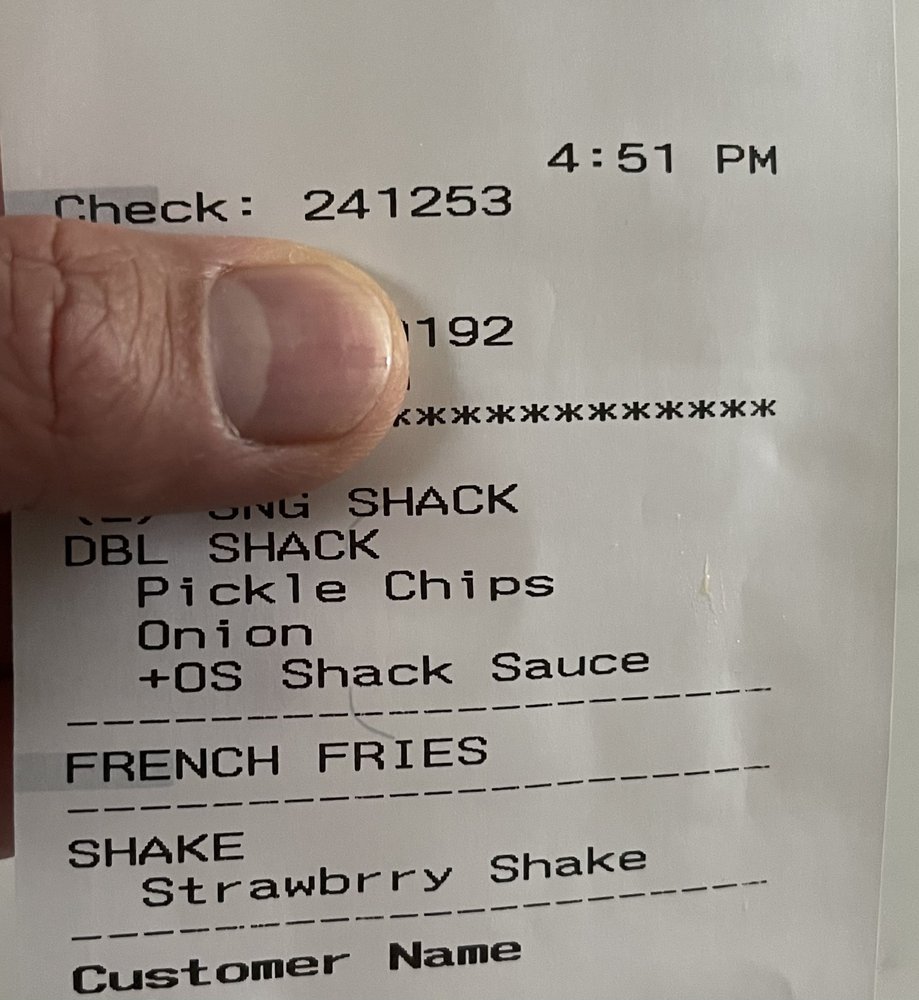 4:51 PM
Check: 241253
192
************
SHACK
DBL SHACK
Pickle Chips
Onion
+OS Shack Sauce
--------------------
FRENCH FRIES
--------------------
SHAKE
Strawbrry Shake
--------------------
Customer Name